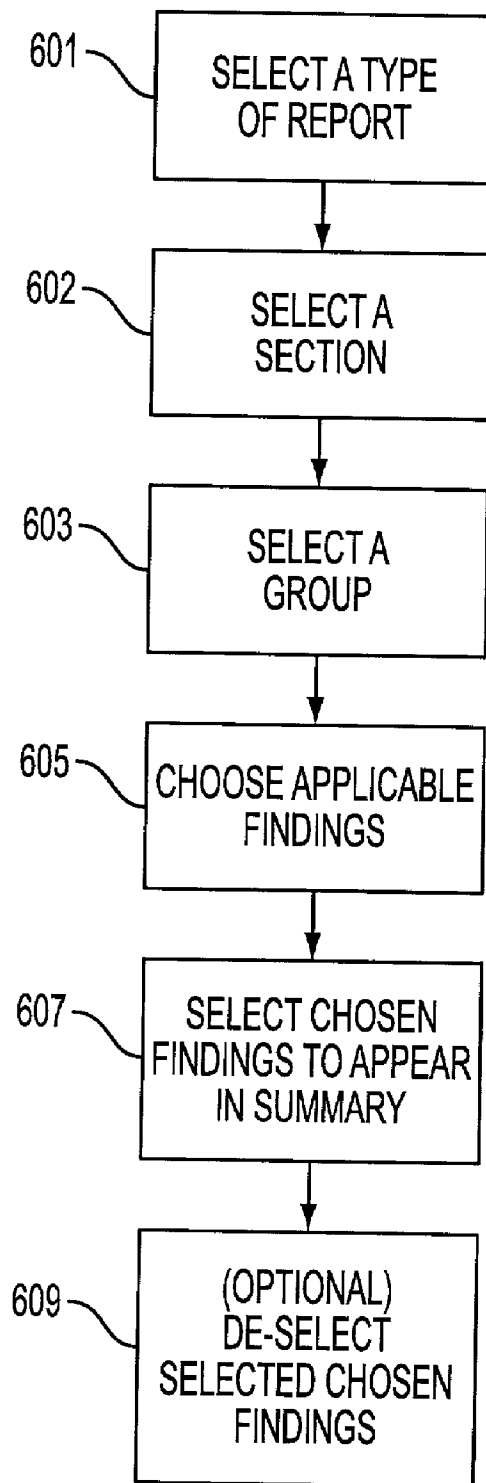 601
SELECT A TYPE
OF REPORT
602
SELECT A
SECTION
603
SELECT A
GROUP
605
CHOOSE APPLICABLE
FINDINGS
607
SELECT CHOSEN
FINDINGS TO APPEAR
IN SUMMARY
609
(OPTIONAL)
DE-SELECT
SELECTED CHOSEN
FINDINGS